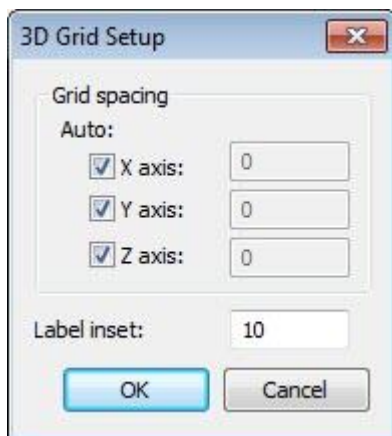 3D Grid Setup
Grid spacing
Auto:
X axis: 0
Y axis: 0
Z axis: 0
Label inset: 10
OK Cancel